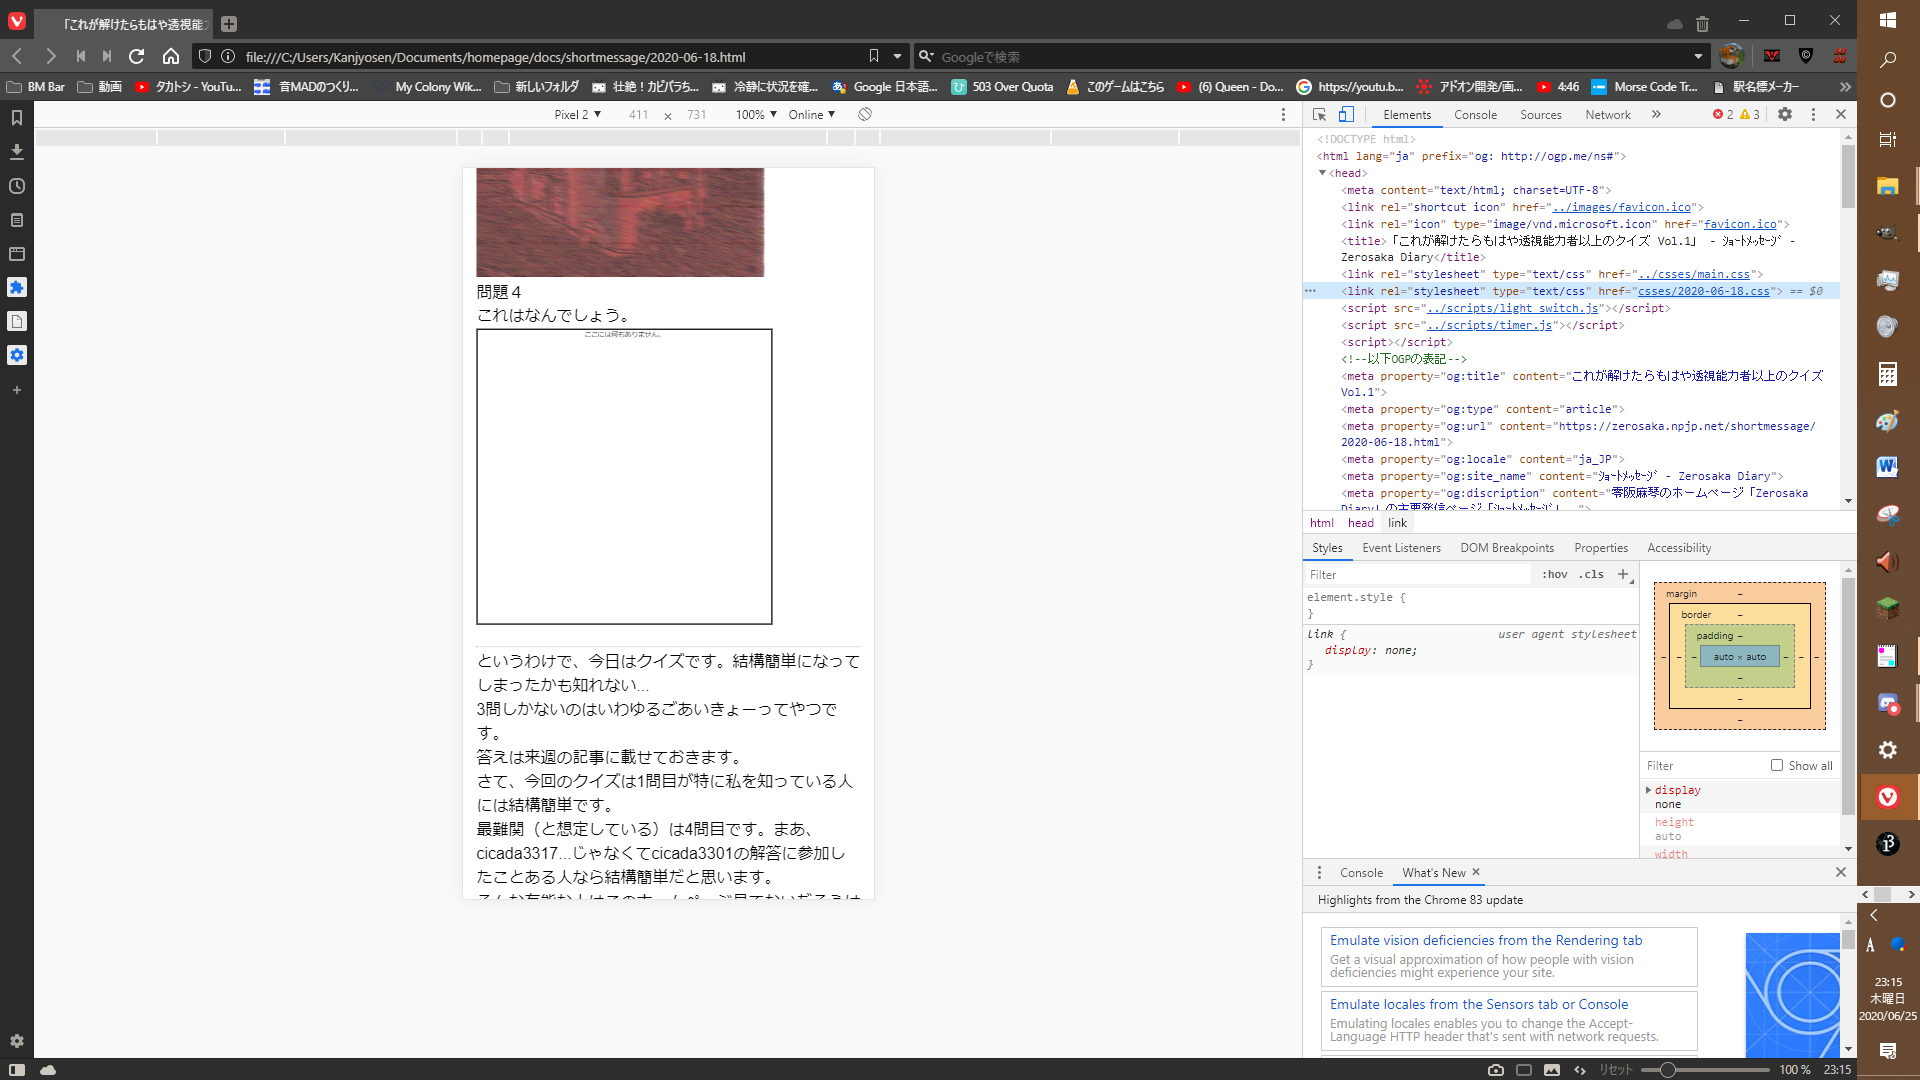 「これが解けたらもはや透視能
file:///C:/Users/Kanjyosen/Documents/homepage/docs/shortmessage/2020-06-18.html
Googleで検索
BM Bar 動画 タカトシ - YouTu... 音MADのつくり... My Colony Wik... 新しいフォルダ 壮絶！カピバラち... 冷静に状況を確... Google 日本語... 503 Over Quota このゲームはこちら (6) Queen - Do... https://youtu.b... アドオン開発/画... 4:46 Morse Code Tr... 駅名標メーカー
Pixel 2 411 × 731 100% Online
問題４
これはなんでしょう。
ここには何もありません。
というわけで、今日はクイズです。結構簡単になって
しまったかも知れない...
3問しかないのはいわゆるごあいきょーってやつで
す。
答えは来週の記事に載せておきます。
さて、今回のクイズは1問目が特に私を知っている人
には結構簡単です。
最難関（と想定している）は4問目です。まあ、
cicada3317...じゃなくてcicada3301の解答に参加し
たことある人なら結構簡単だと思います。
Elements Console Sources Network 2 3
<!DOCTYPE html>
<html lang="ja" prefix="og: http://ogp.me/ns#">
<head>
<meta content="text/html; charset=UTF-8">
<link rel="shortcut icon" href="../images/favicon.ico">
<link rel="icon" type="image/vnd.microsoft.icon" href="favicon.ico">
<title>「これが解けたらもはや透視能力者以上のクイズ Vol.1」 - ｼｮｰﾄﾒｯｾｰｼﾞ -
Zerosaka Diary</title>
<link rel="stylesheet" type="text/css" href="../csses/main.css">
<link rel="stylesheet" type="text/css" href="csses/2020-06-18.css"> == $0
<script src="../scripts/light_switch.js"></script>
<script src="../scripts/timer.js"></script>
<script></script>
<!--以下OGPの表記-->
<meta property="og:title" content="これが解けたらもはや透視能力者以上のクイズ
Vol.1">
<meta property="og:type" content="article">
<meta property="og:url" content="https://zerosaka.npjp.net/shortmessage/
2020-06-18.html">
<meta property="og:locale" content="ja_JP">
<meta property="og:site_name" content="ｼｮｰﾄﾒｯｾｰｼﾞ - Zerosaka Diary">
<meta property="og:discription" content="零阪麻琴のホームページ「Zerosaka
Diary」の主要発信ページ「ｼｮｰﾄﾒｯｾｰｼﾞ」。">
html head link
Styles Event Listeners DOM Breakpoints Properties Accessibility
Filter :hov .cls +
element.style {
}
link { user agent stylesheet
display: none;
}
margin -
border -
padding -
- - - auto × auto - - -
-
-
-
Filter Show all
display
none
height
auto
width
Console What's New
Highlights from the Chrome 83 update
Emulate vision deficiencies from the Rendering tab
Get a visual approximation of how people with vision
deficiencies might experience your site.
Emulate locales from the Sensors tab or Console
Emulating locales enables you to change the Accept-
Language HTTP header that's sent with network requests.
A
23:15
木曜日
2020/06/25
リセット 100 % 23:15